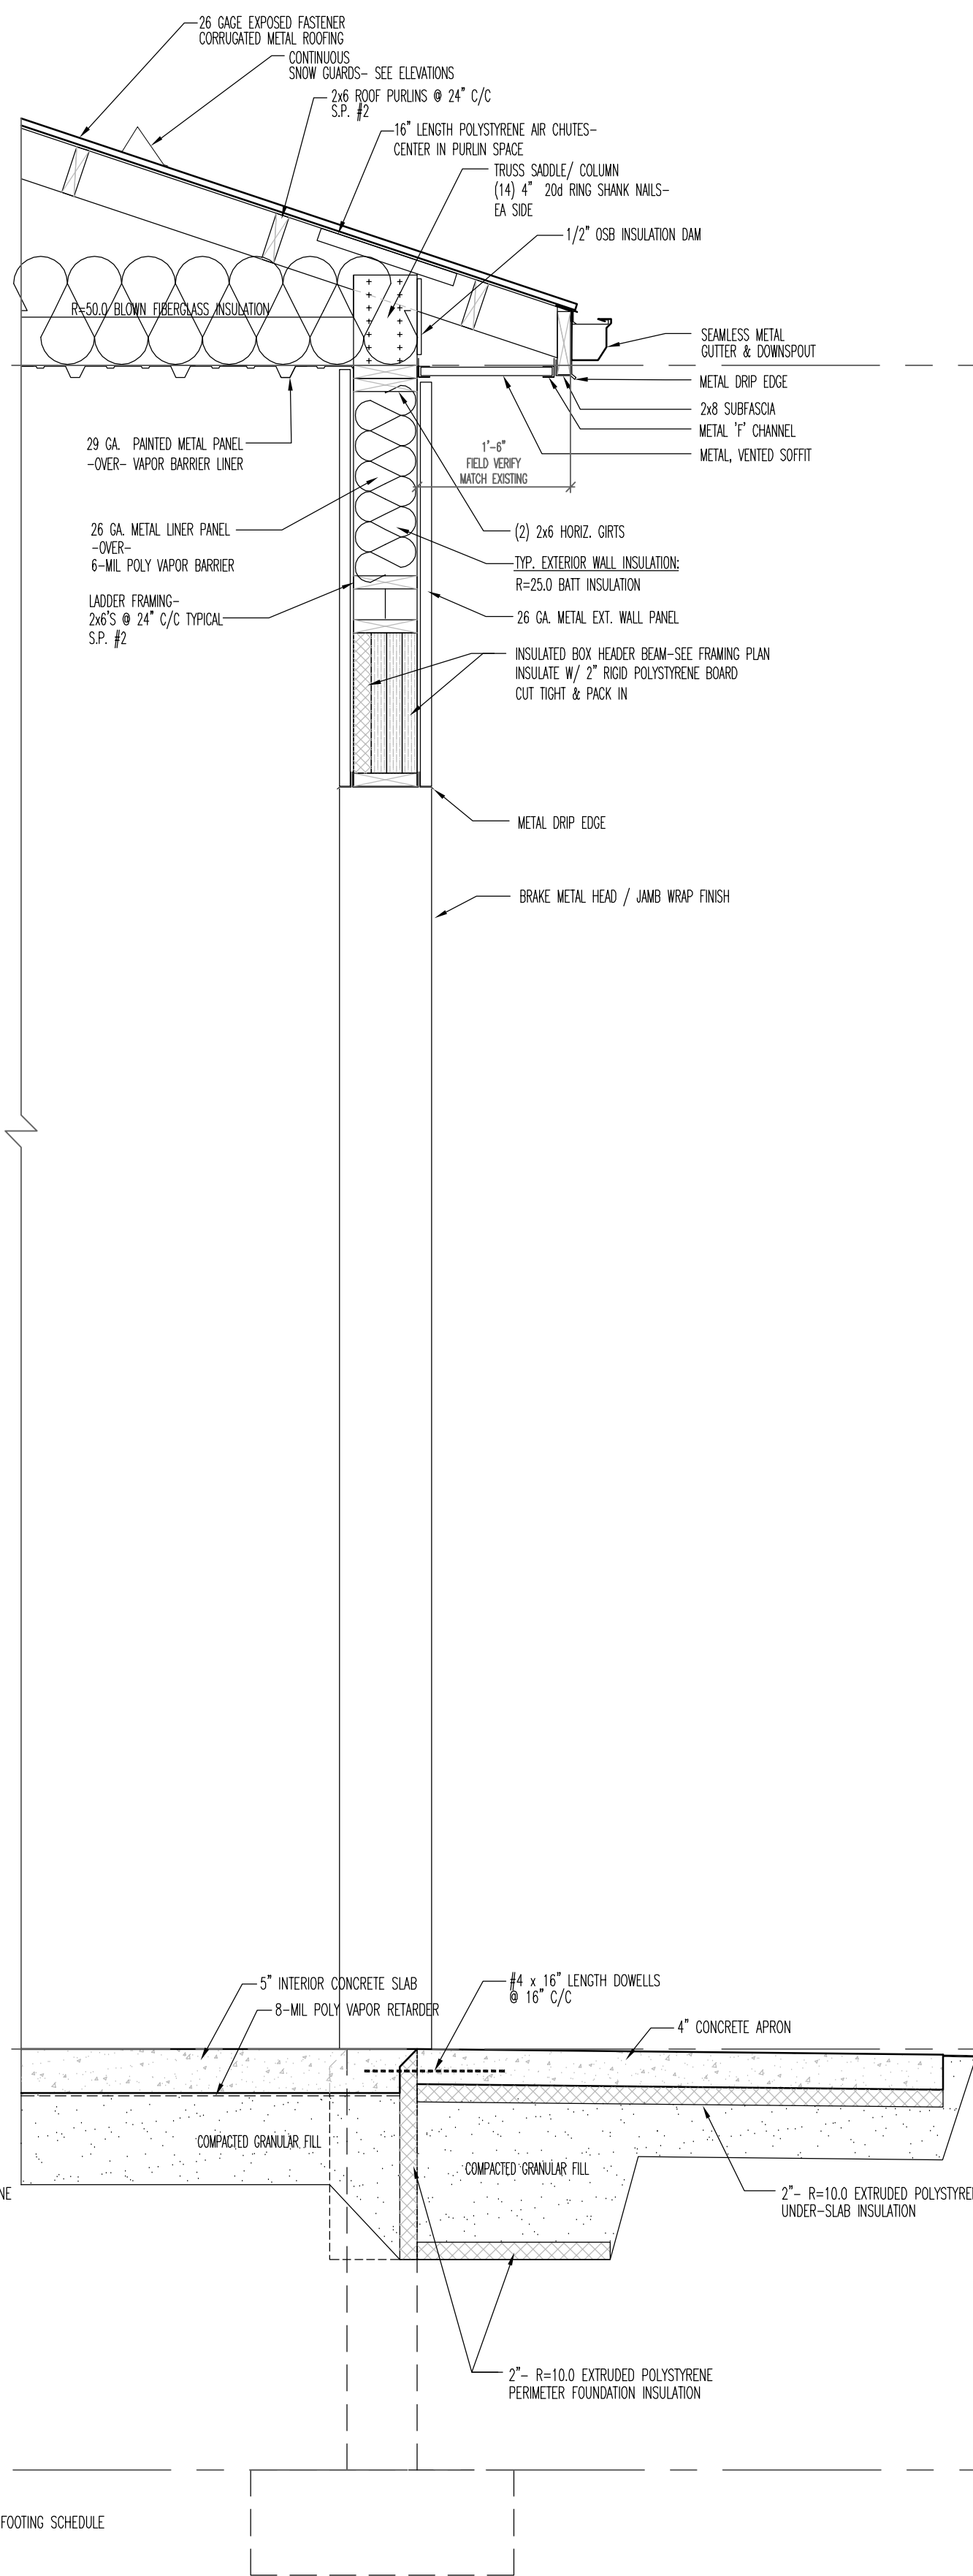 26 GAGE EXPOSED FASTENER
CORRUGATED METAL ROOFING
CONTINUOUS
SNOW GUARDS- SEE ELEVATIONS
2x6 ROOF PURLINS @ 24" C/C
S.P. #2
16" LENGTH POLYSTYRENE AIR CHUTES-
CENTER IN PURLIN SPACE
TRUSS SADDLE/ COLUMN
(14) 4" 20d RING SHANK NAILS-
EA SIDE
1/2" OSB INSULATION DAM
R=50.0 BLOWN FIBERGLASS INSULATION
SEAMLESS METAL
GUTTER & DOWNSPOUT
METAL DRIP EDGE
2x8 SUBFASCIA
METAL 'F' CHANNEL
METAL, VENTED SOFFIT
29 GA. PAINTED METAL PANEL
-OVER- VAPOR BARRIER LINER
1'-6"
FIELD VERIFY
MATCH EXISTING
26 GA. METAL LINER PANEL
-OVER-
6-MIL POLY VAPOR BARRIER
(2) 2x6 HORIZ. GIRTS
TYP. EXTERIOR WALL INSULATION:
R=25.0 BATT INSULATION
LADDER FRAMING-
2x6'S @ 24" C/C TYPICAL
S.P. #2
26 GA. METAL EXT. WALL PANEL
INSULATED BOX HEADER BEAM-SEE FRAMING PLAN
INSULATE W/ 2" RIGID POLYSTYRENE BOARD
CUT TIGHT & PACK IN
METAL DRIP EDGE
BRAKE METAL HEAD / JAMB WRAP FINISH
5" INTERIOR CONCRETE SLAB
8-MIL POLY VAPOR RETARDER
#4 x 16" LENGTH DOWELLS
@ 16" C/C
4" CONCRETE APRON
COMPACTED GRANULAR FILL
COMPACTED GRANULAR FILL
NE
2"- R=10.0 EXTRUDED POLYSTYRE
UNDER-SLAB INSULATION
2"- R=10.0 EXTRUDED POLYSTYRENE
PERIMETER FOUNDATION INSULATION
FOOTING SCHEDULE